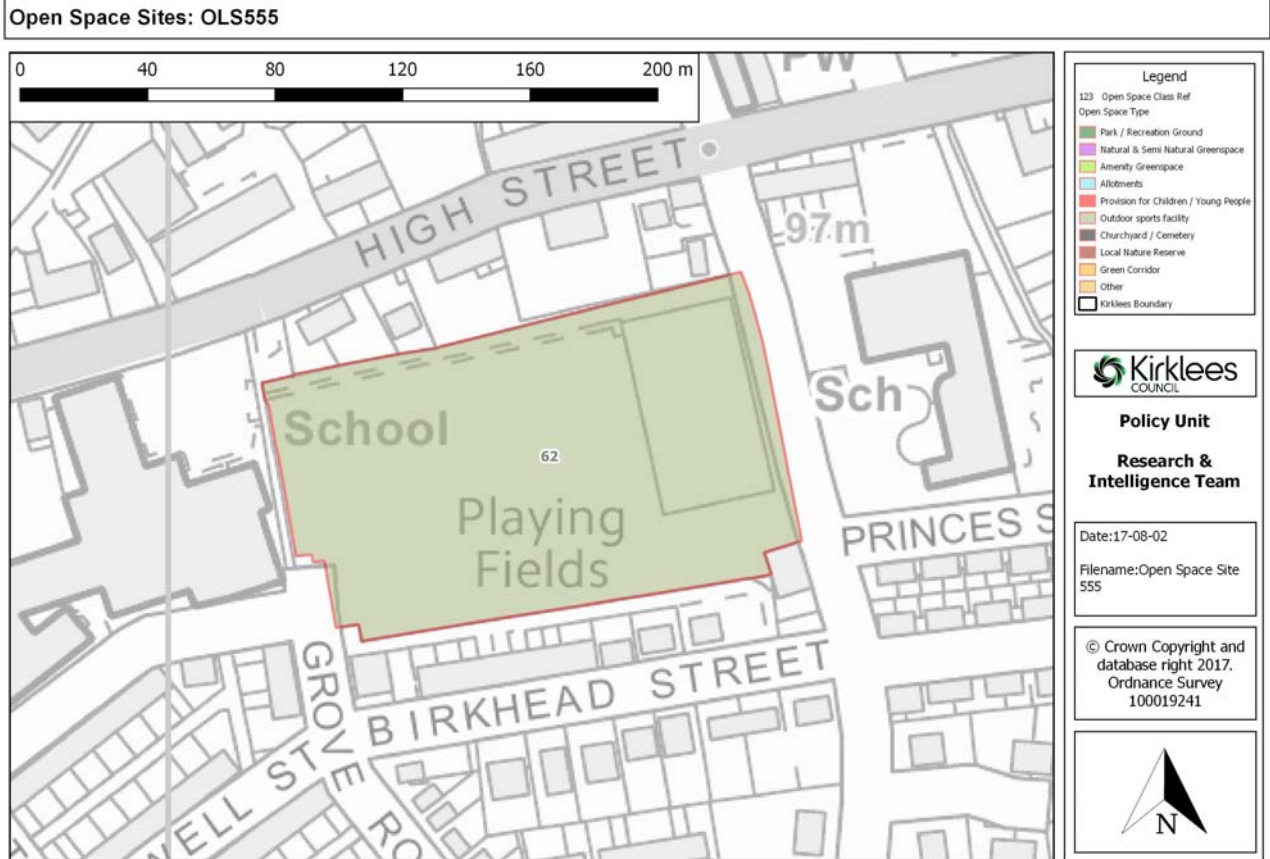 Open Space Sites: OLS555
0 40 80 120 160 200 m
PW
HIGH STREET
97m
School
Sch
62
Playing
Fields
PRINCES S
BIRKHEAD STREET
GROVE RO
WELL ST
Legend
123 Open Space Class Ref
Open Space Type
Park / Recreation Ground
Natural & Semi Natural Greenspace
Amenity Greenspace
Allotments
Provision for Children / Young People
Outdoor sports facility
Churchyard / Cemetery
Local Nature Reserve
Green Corridor
Other
Kirklees Boundary
Kirklees
COUNCIL
Policy Unit
Research &
Intelligence Team
Date:17-08-02
Filename:Open Space Site
555
© Crown Copyright and
database right 2017.
Ordnance Survey
100019241
N